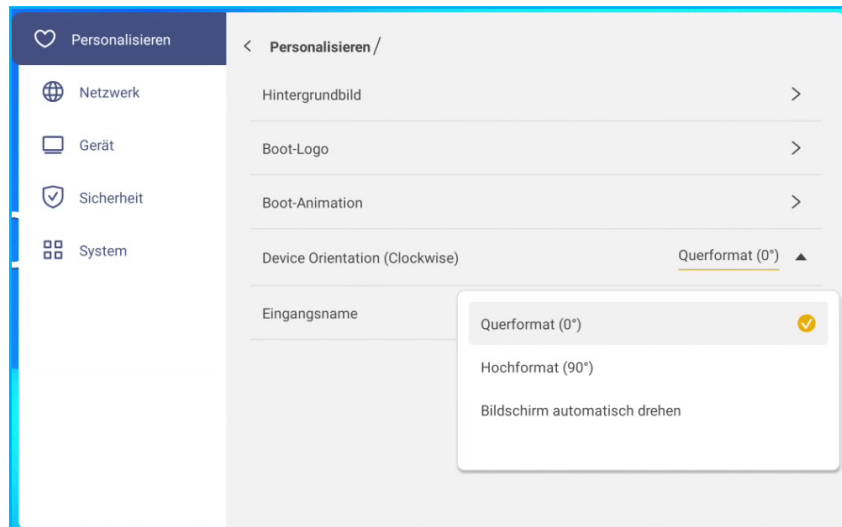 Personalisieren
Netzwerk
Gerät
Sicherheit
System
Personalisieren/
Hintergrundbild
Boot-Logo
Boot-Animation
Device Orientation (Clockwise) Querformat (0°)
Eingangsname
Querformat (0°)
Hochformat (90°)
Bildschirm automatisch drehen